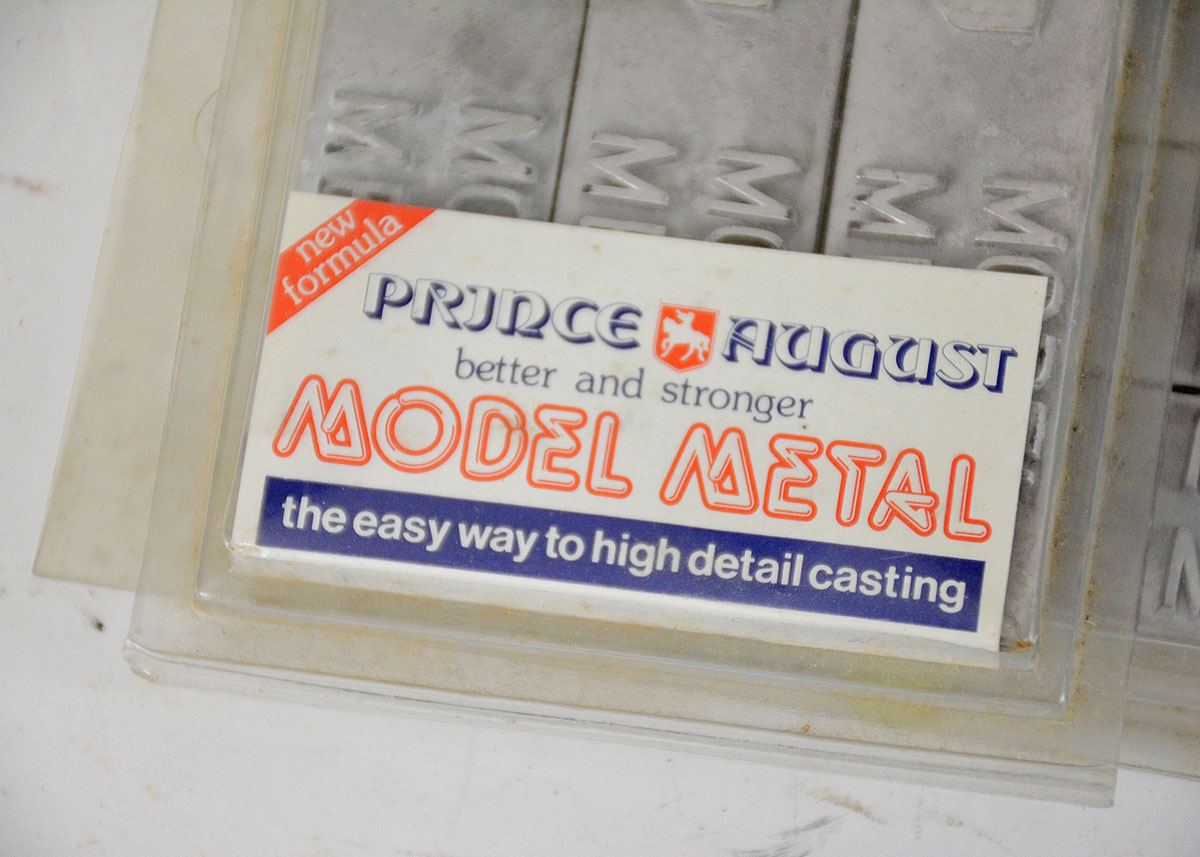 new
formula
PRINCE AUGUST
better and stronger
MODEL METAL
the easy way to high detail casting